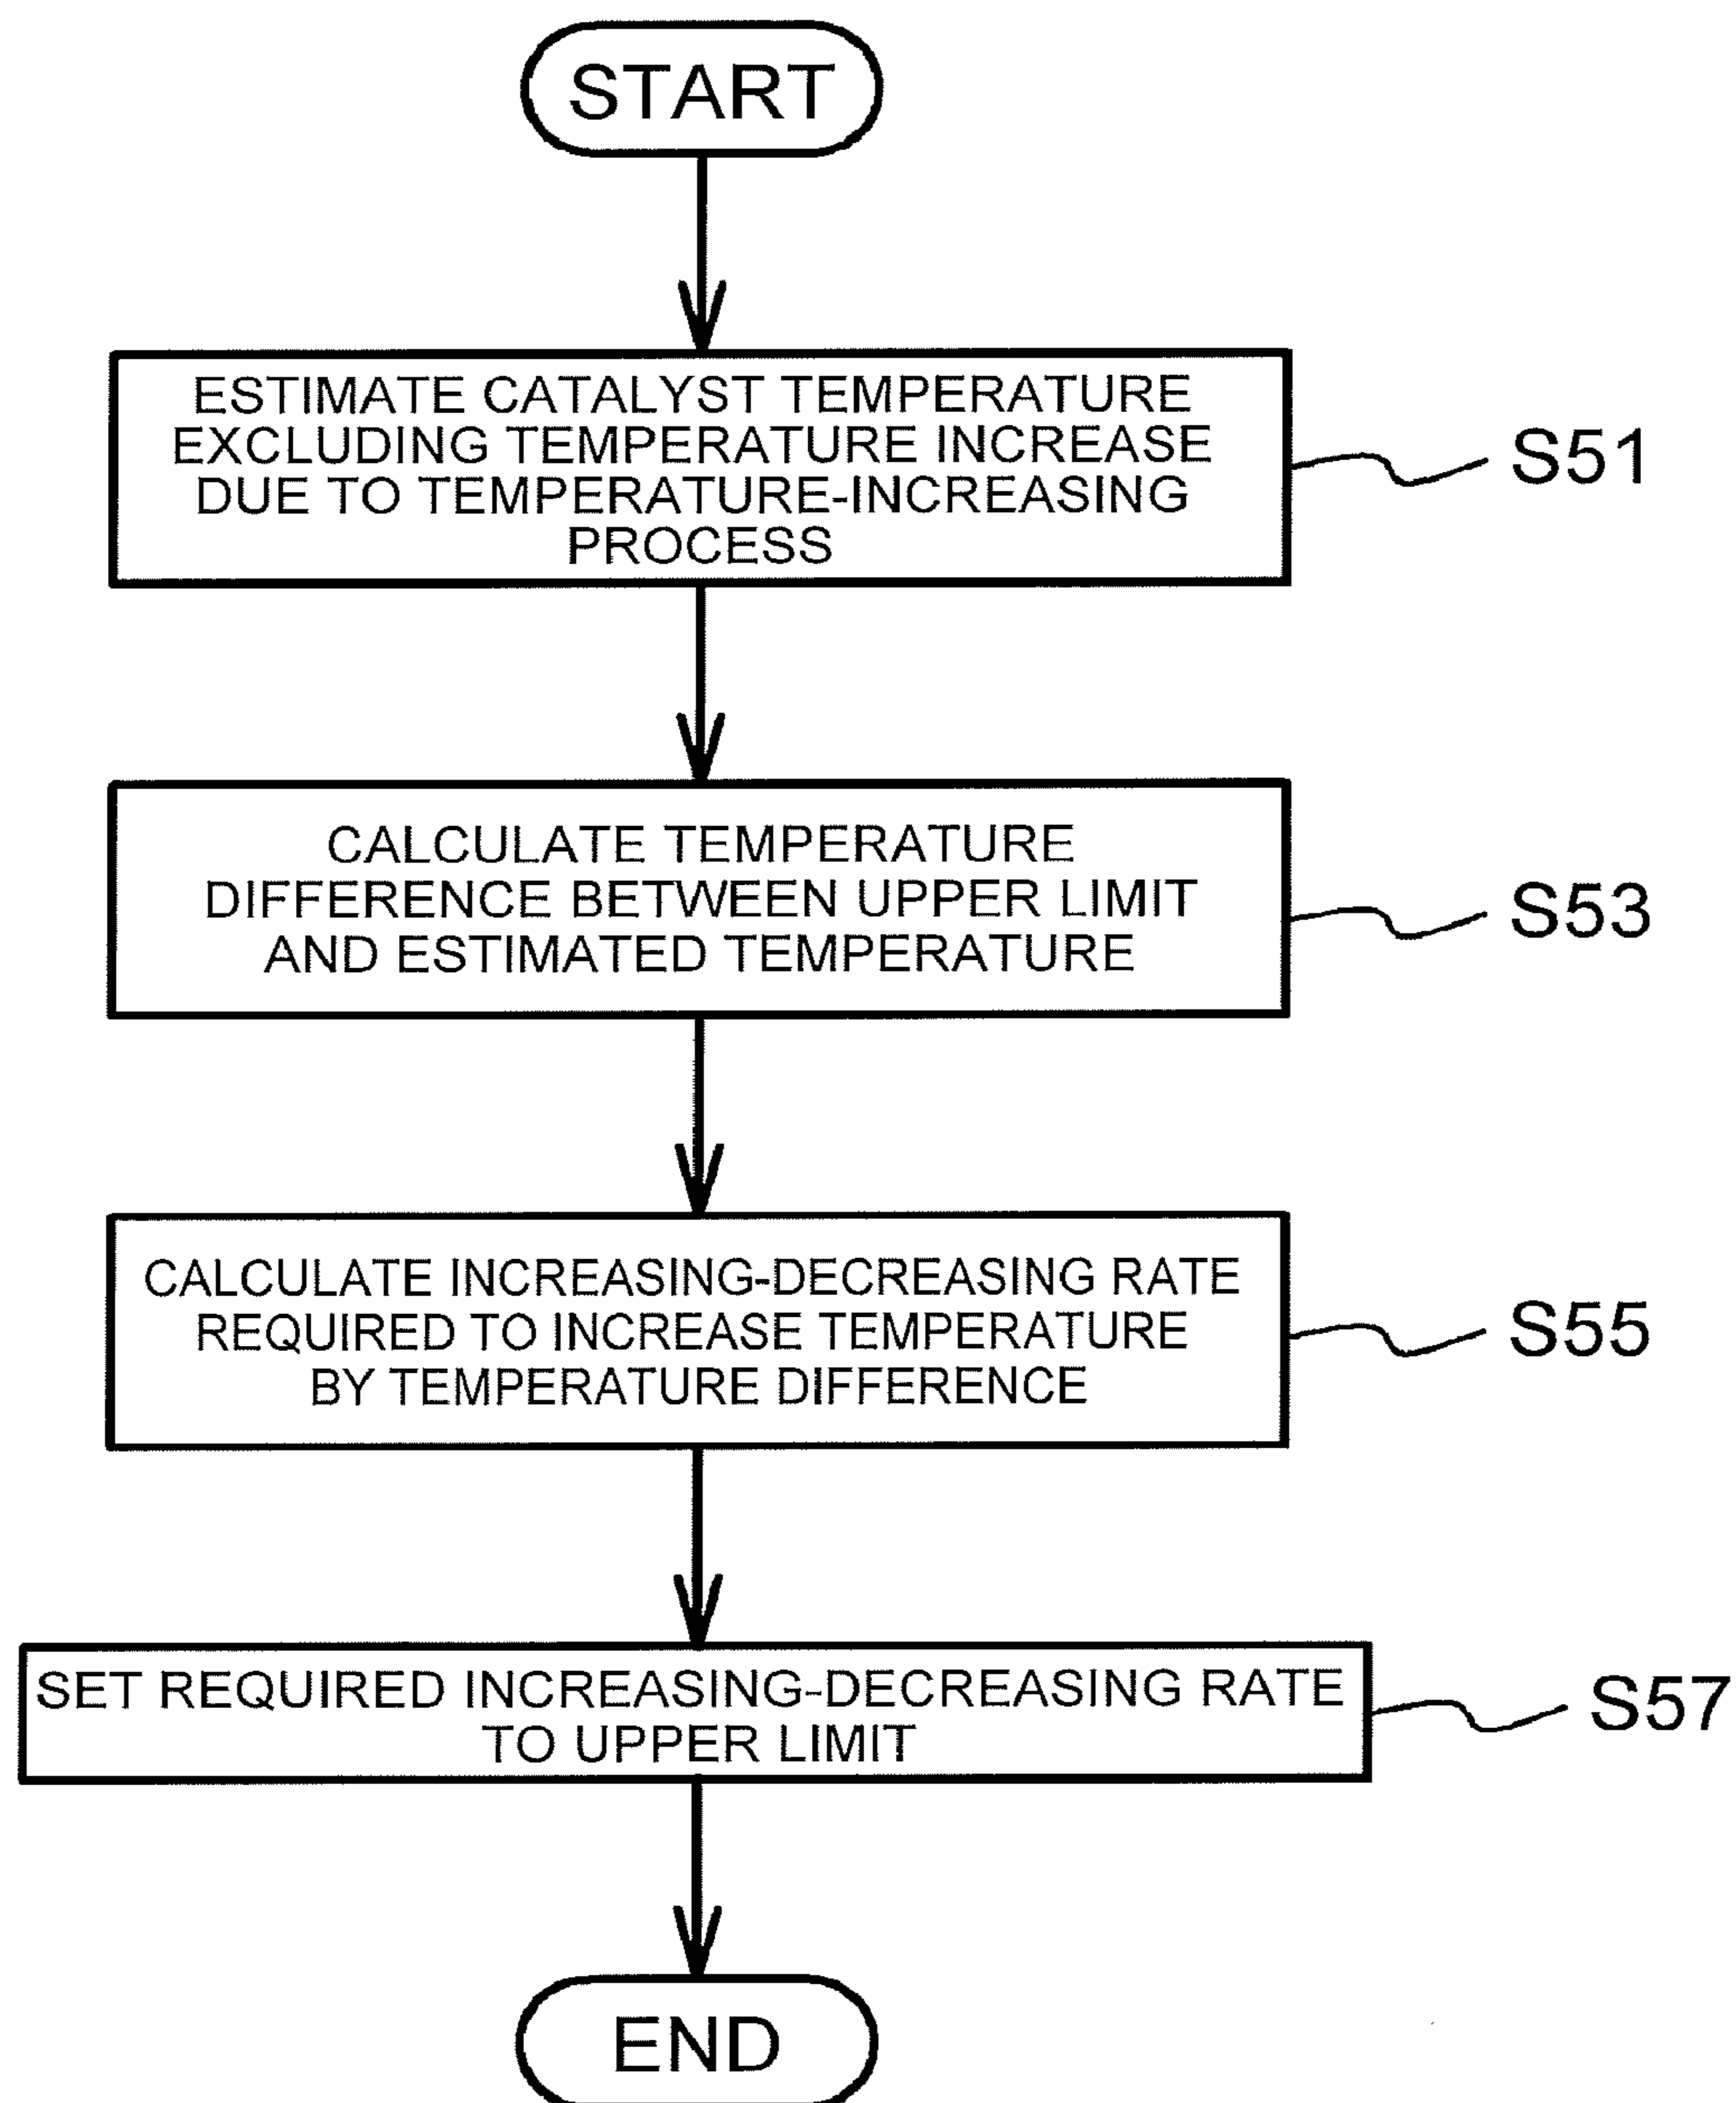 START
ESTIMATE CATALYST TEMPERATURE
EXCLUDING TEMPERATURE INCREASE
DUE TO TEMPERATURE-INCREASING
PROCESS
S51
CALCULATE TEMPERATURE
DIFFERENCE BETWEEN UPPER LIMIT
AND ESTIMATED TEMPERATURE
S53
CALCULATE INCREASING-DECREASING RATE
REQUIRED TO INCREASE TEMPERATURE
BY TEMPERATURE DIFFERENCE
S55
SET REQUIRED INCREASING-DECREASING RATE
TO UPPER LIMIT
S57
END